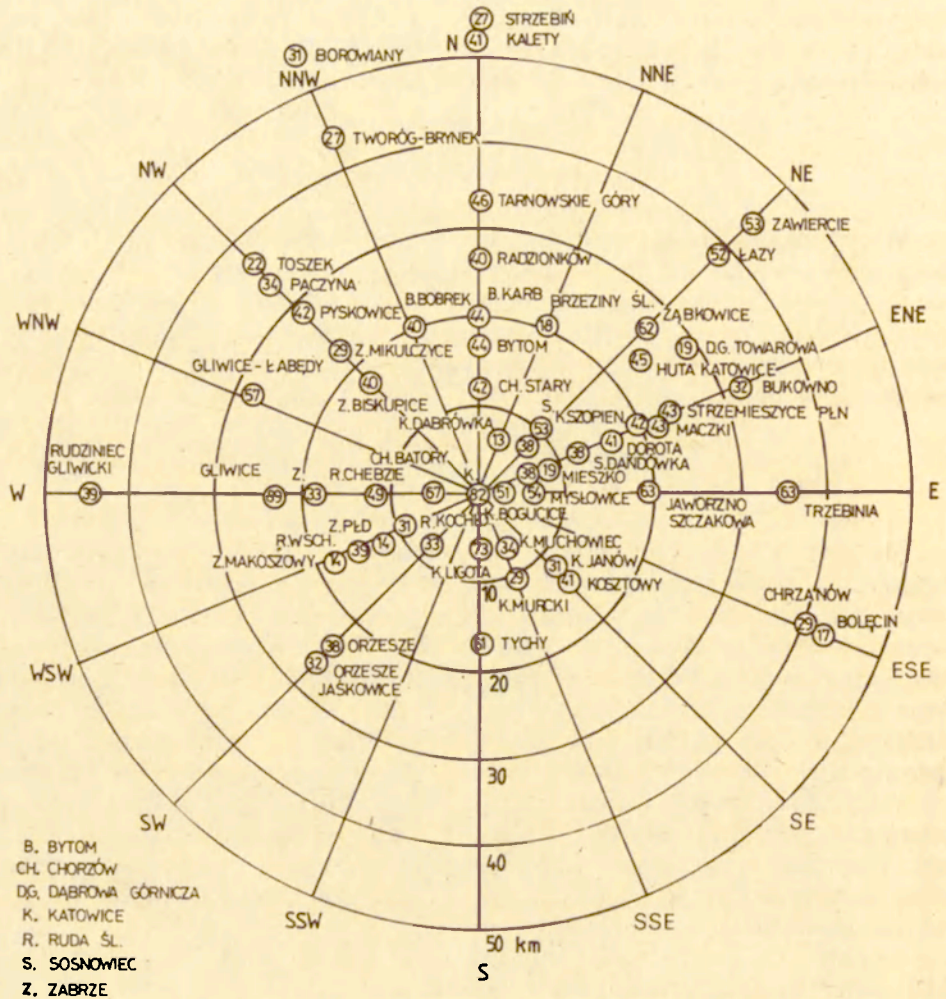 27 STRZEBIŃ
41 KALETY
N
31 BOROWIANY
NNW
NNE
27 TWORÓG-BRYNEK
NW
NE
46 TARNOWSKIE GÓRY
53 ZAWIERCIE
52 ŁAZY
40 RADZIONKÓW
22 TOSZEK
34 PACZYNA
42 PYSKOWICE
B.BOBREK
40
B.KARB
44
BRZEZINY ŚL.
18
WNW
ENE
62 ZĄBKOWICE
44
BYTOM
29 Z.MIKULCZYCE
19 D.G. TOWAROWA
45 HUTA KATOWICE
GLIWICE-ŁABĘDY
57
40
Z.BISKUPICE
42 CH.STARY
32 BUKOWNO
43 STRZEMIESZYCE PŁN
42 43 MACZKI
K.SZOPIEN.
S.
53
38
K.DĄBRÓWKA
13
41 DOROTA
38 S.DAŃDÓWKA
CH.BATORY
38 19 MIESZKO
RUDZINIEC
GLIWICKI
W
39
GLIWICE
99
Z.
33
R.CHEBZIE
49
67
K.
82
51
K.BOGUCICE
54
MYSŁOWICE
63
JAWORZNO
SZCZAKOWA
63
TRZEBINIA
E
Z.PŁD
R.WSCH.
Z.MAKOSZOWY
14 39 14 31
R.KOCHŁ.
33
K.LIGOTA
73
34
K.MUCHOWIEC
31 K.JANÓW
41 KOSZTOWY
29
K.MURCKI
10
CHRZANÓW
29
BOLĘCIN
17
61 TYCHY
38 ORZESZE
32 ORZESZE
JAŚKOWICE
WSW
ESE
20
30
SW
SE
40
SSW
SSE
50 km
S
B. BYTOM
CH. CHORZÓW
D.G. DĄBROWA GÓRNICZA
K. KATOWICE
R. RUDA ŚL.
S. SOSNOWIEC
Z. ZABRZE